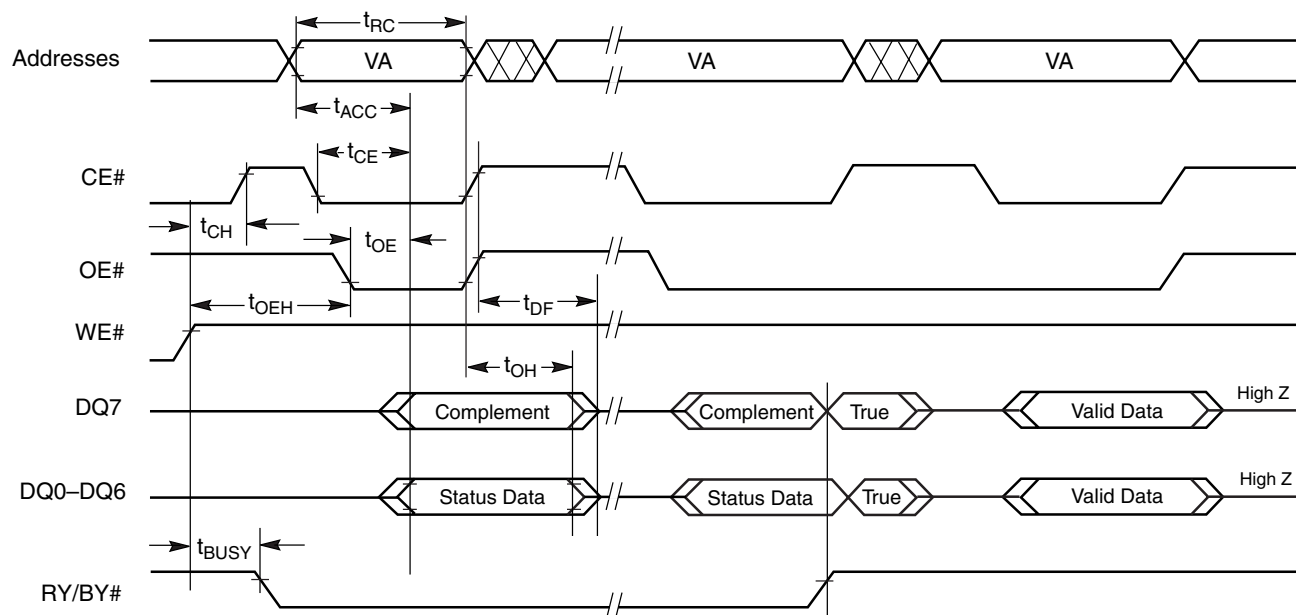 tRC
Addresses VA VA VA
tACC
tCE
CE#
tCH
tOE
OE#
tOEH tDF
WE#
tOH
DQ7 Complement Complement True Valid Data High Z
DQ0–DQ6 Status Data Status Data True Valid Data High Z
tBUSY
RY/BY#